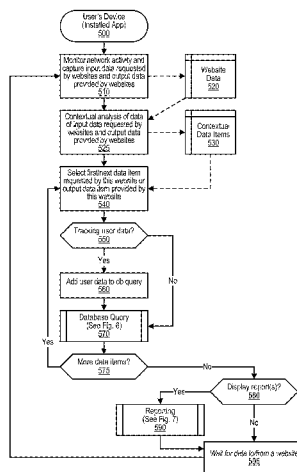 User's Device
(Installed App)
500
Monitor network activity and
capture input data requested
by websites and output data
provided by websites
510
Website
Data
520
Contextual analysis of data
of input data requested by
websites and output data
provided by websites
525
Contextual
Data Items
530
Select first/next data item
requested by this website or
output data item provided by
this website
540
Tracking user data?
550
Yes
No
Add user data to db query
560
Database Query
(See Fig. 6)
570
Yes
More data items?
575
No
Yes
Display report(s)?
580
Reporting
(See Fig. 7)
590
No
Wait for data to/from a website
595